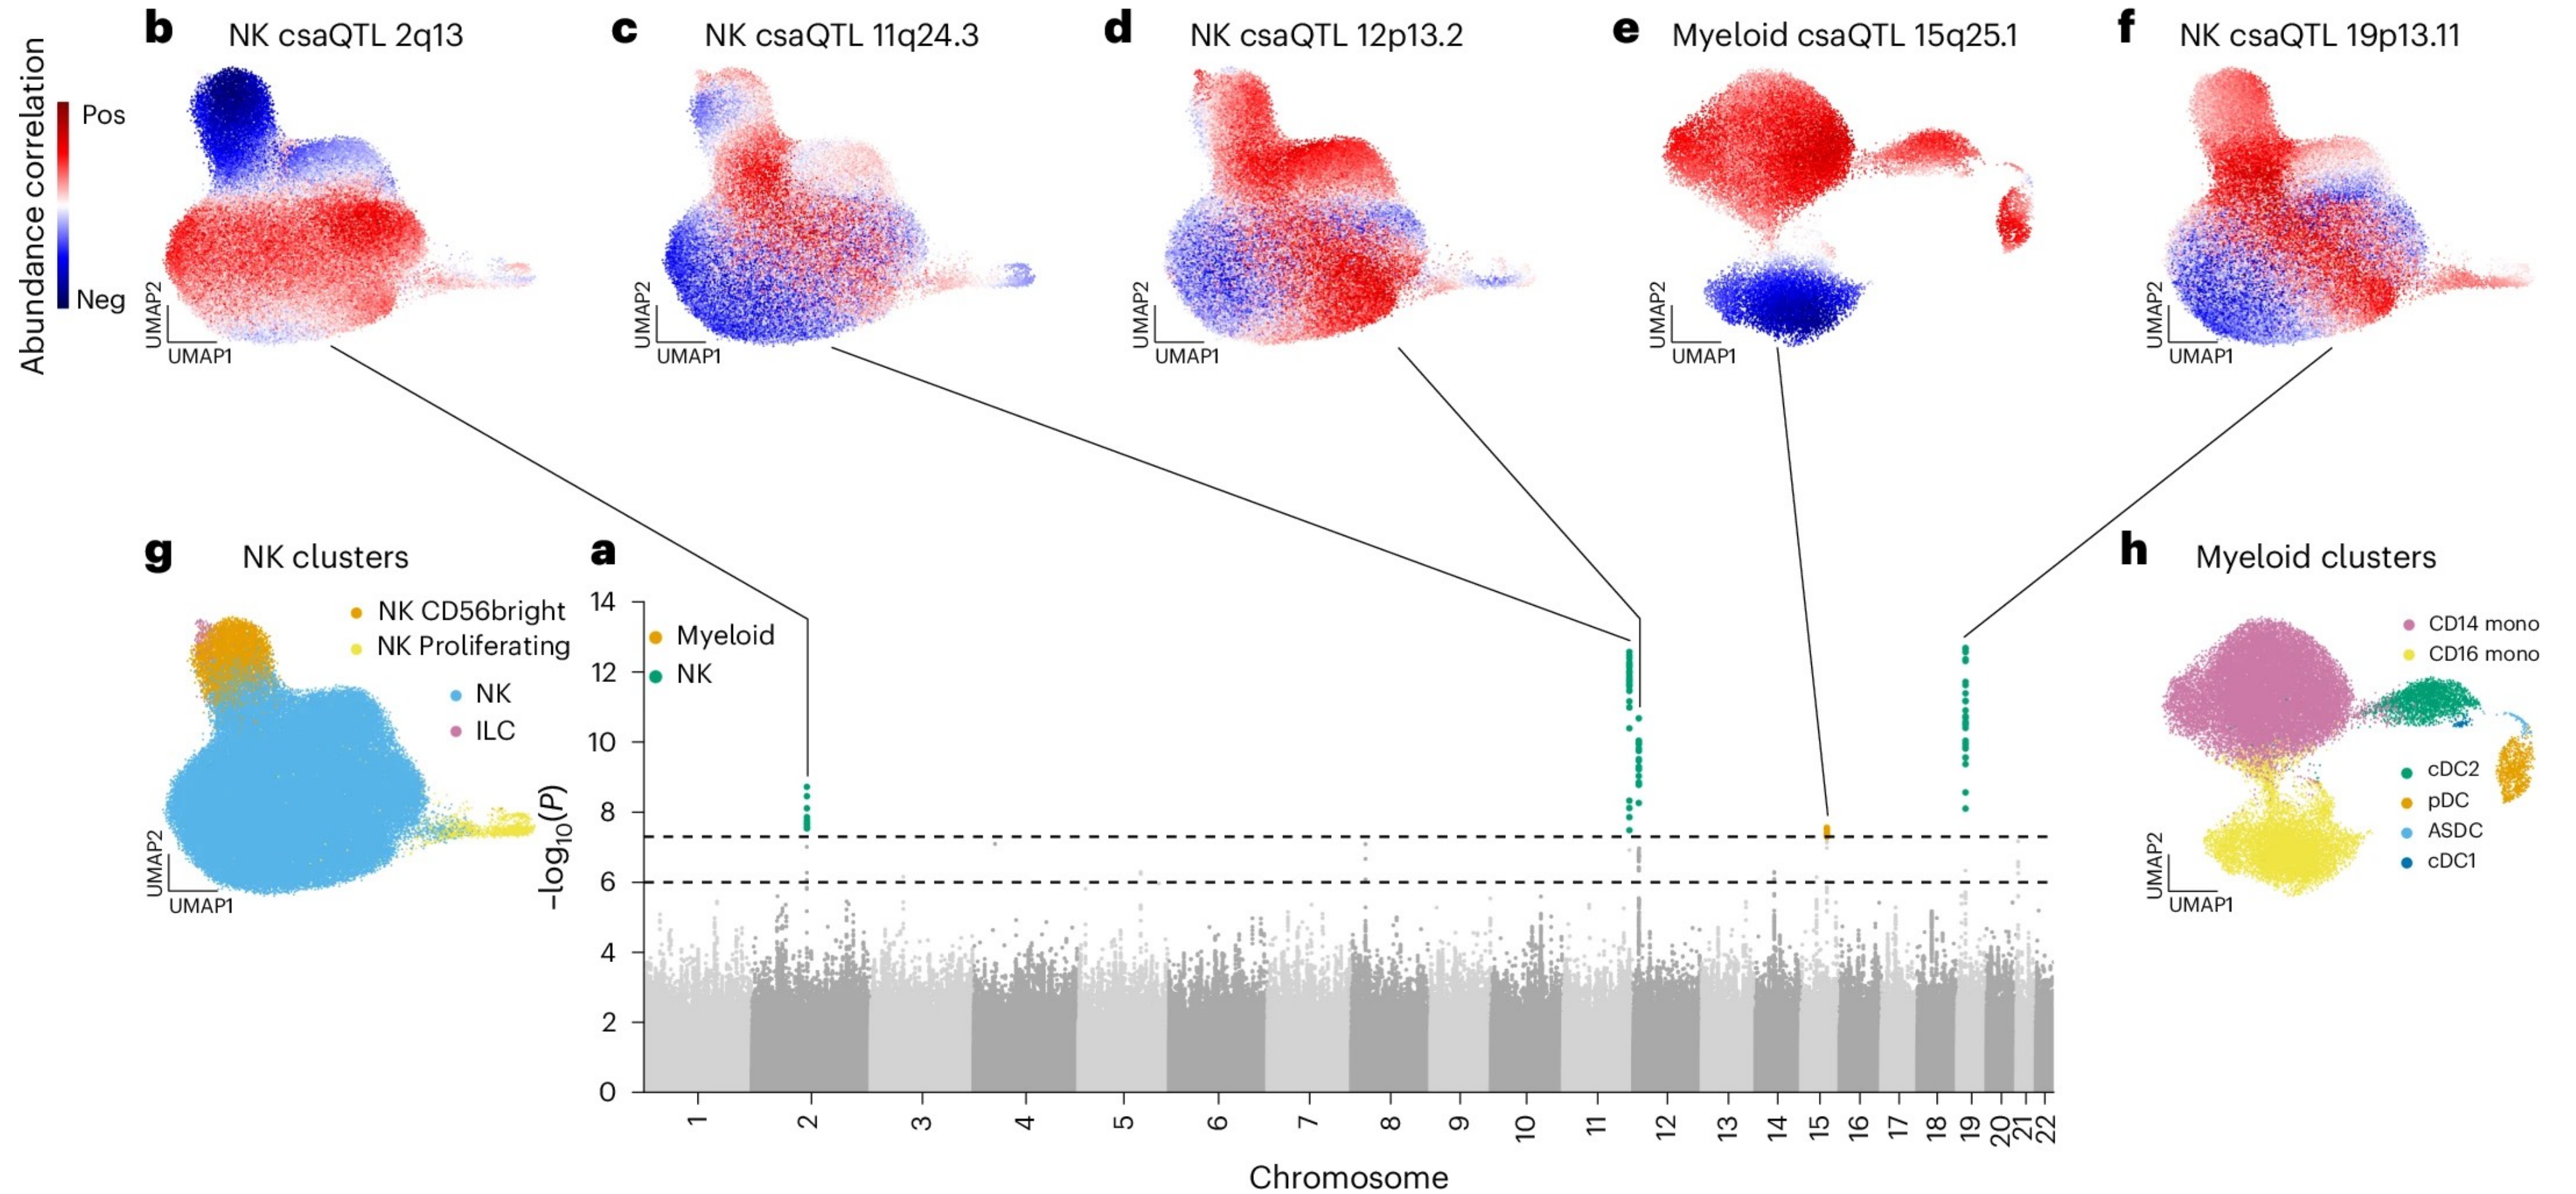 b NK csaQTL 2q13
c NK csaQTL 11q24.3
d NK csaQTL 12p13.2
e Myeloid csaQTL 15q25.1
f NK csaQTL 19p13.11
Abundance correlation
Pos
Neg
UMAP2
UMAP1
UMAP2
UMAP1
UMAP2
UMAP1
UMAP2
UMAP1
UMAP2
UMAP1
g NK clusters
NK CD56bright
NK Proliferating
NK
ILC
UMAP2
UMAP1
a
Myeloid
NK
−log10(P)
14
12
10
8
6
4
2
0
1 2 3 4 5 6 7 8 9 10 11 12 13 14 15 16 17 18 19 20 21 22
Chromosome
h Myeloid clusters
CD14 mono
CD16 mono
cDC2
pDC
ASDC
cDC1
UMAP2
UMAP1